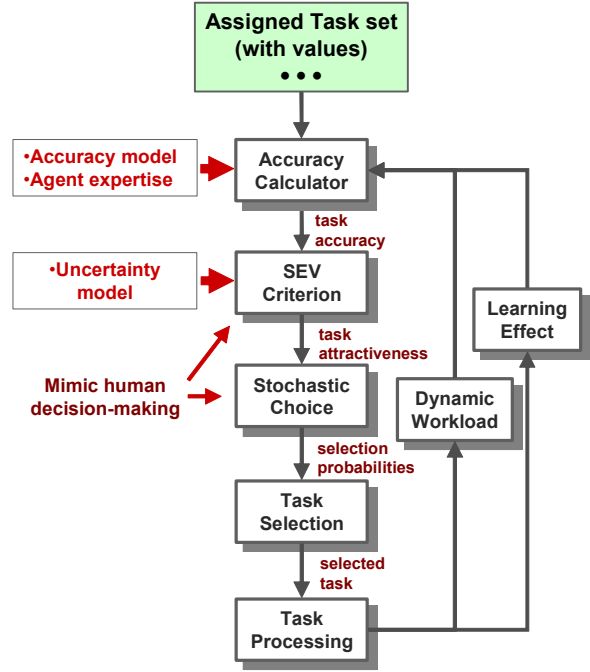 Assigned Task set
(with values)
• • •
•Accuracy model
•Agent expertise
Accuracy
Calculator
task
accuracy
•Uncertainty
model
SEV
Criterion
Learning
Effect
task
attractiveness
Mimic human
decision-making
Stochastic
Choice
Dynamic
Workload
selection
probabilities
Task
Selection
selected
task
Task
Processing